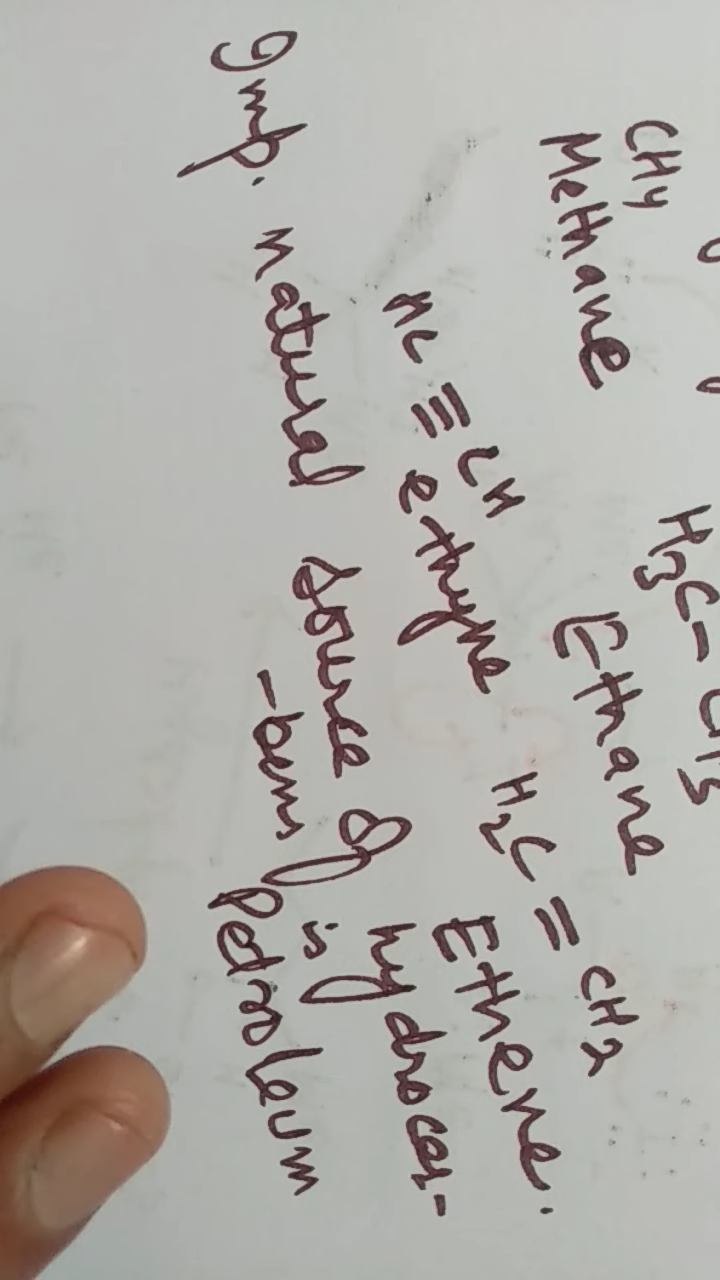 CH4 H3C-CH3
Methane Ethane
HC≡CH H2C=CH2
ethyne Ethene.
Imp. natural source of hydrocar-
-bons is Petroleum